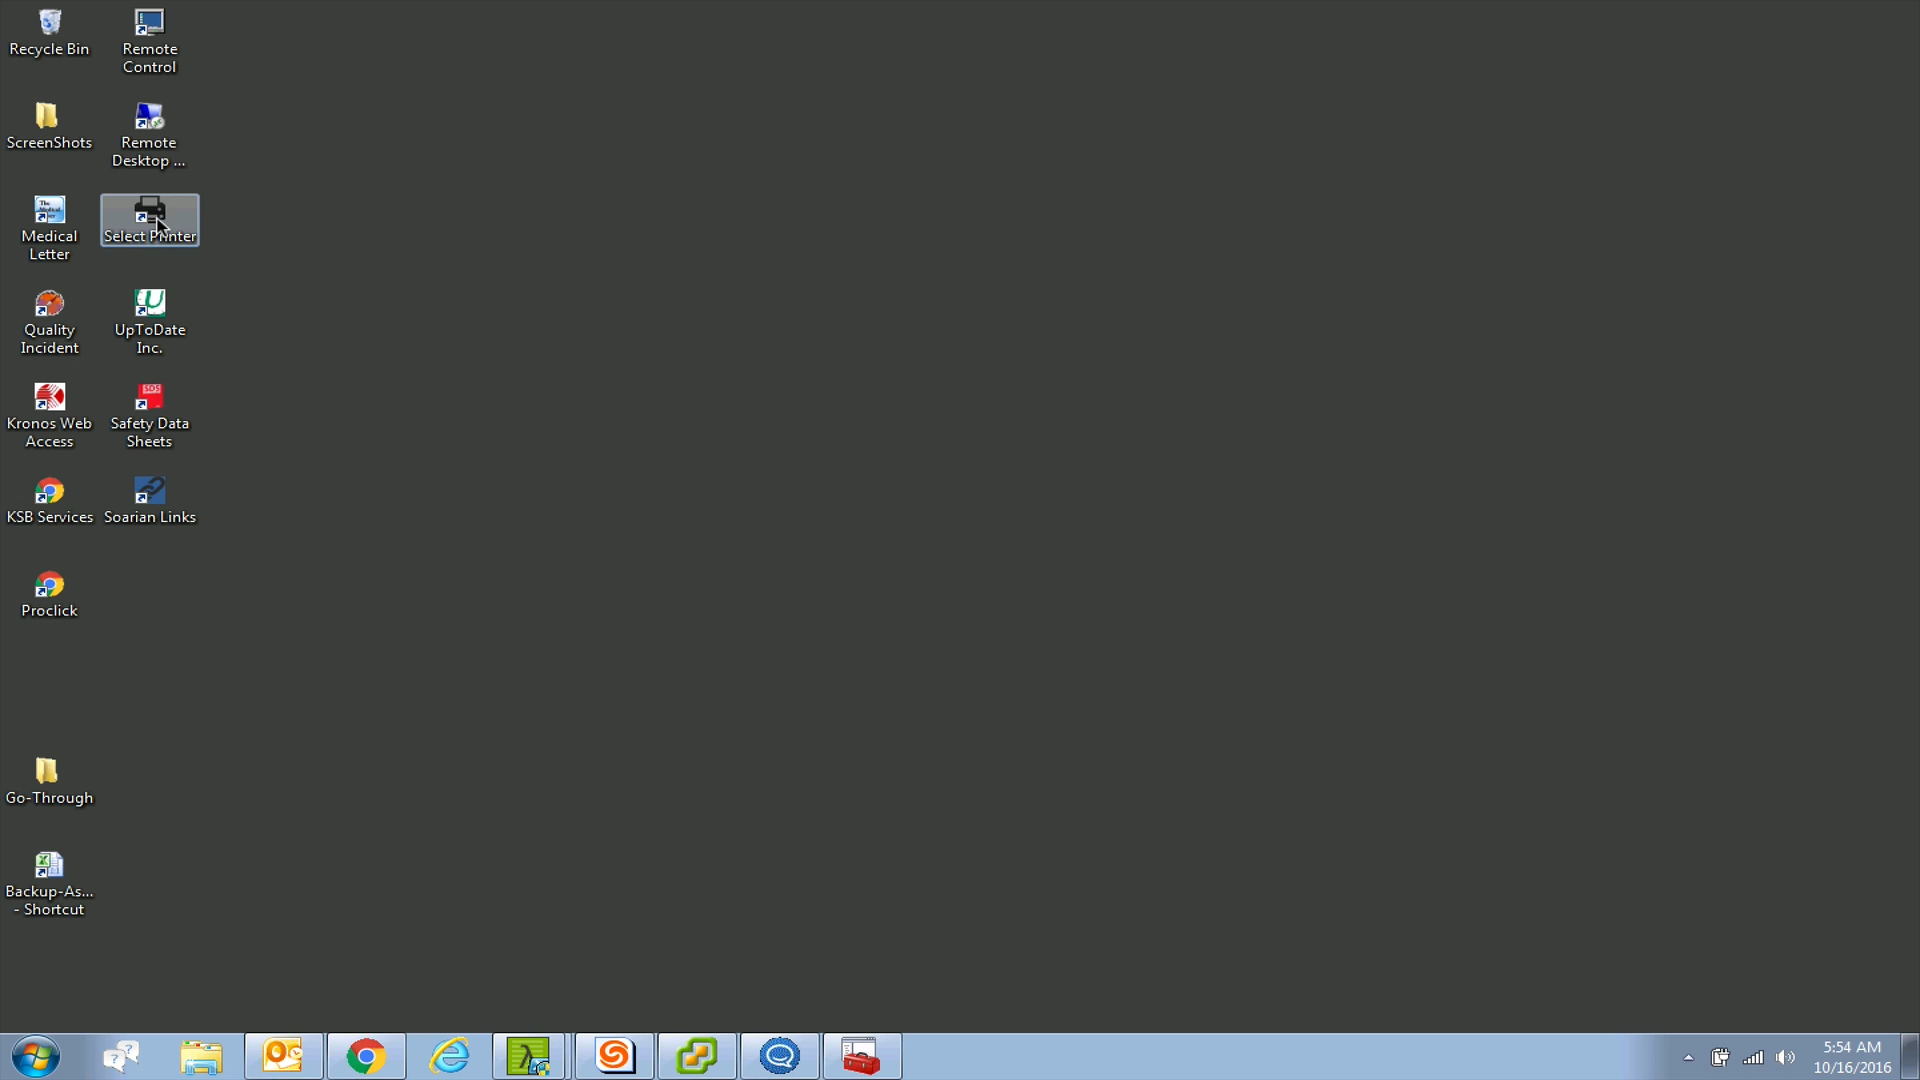 Recycle Bin
Remote
Control
ScreenShots
Remote
Desktop ...
Medical
Letter
Select Printer
Quality
Incident
UpToDate
Inc.
Kronos Web
Access
SDS
Safety Data
Sheets
KSB Services
Soarian Links
Proclick
Go-Through
Backup-As...
- Shortcut
5:54 AM
10/16/2016